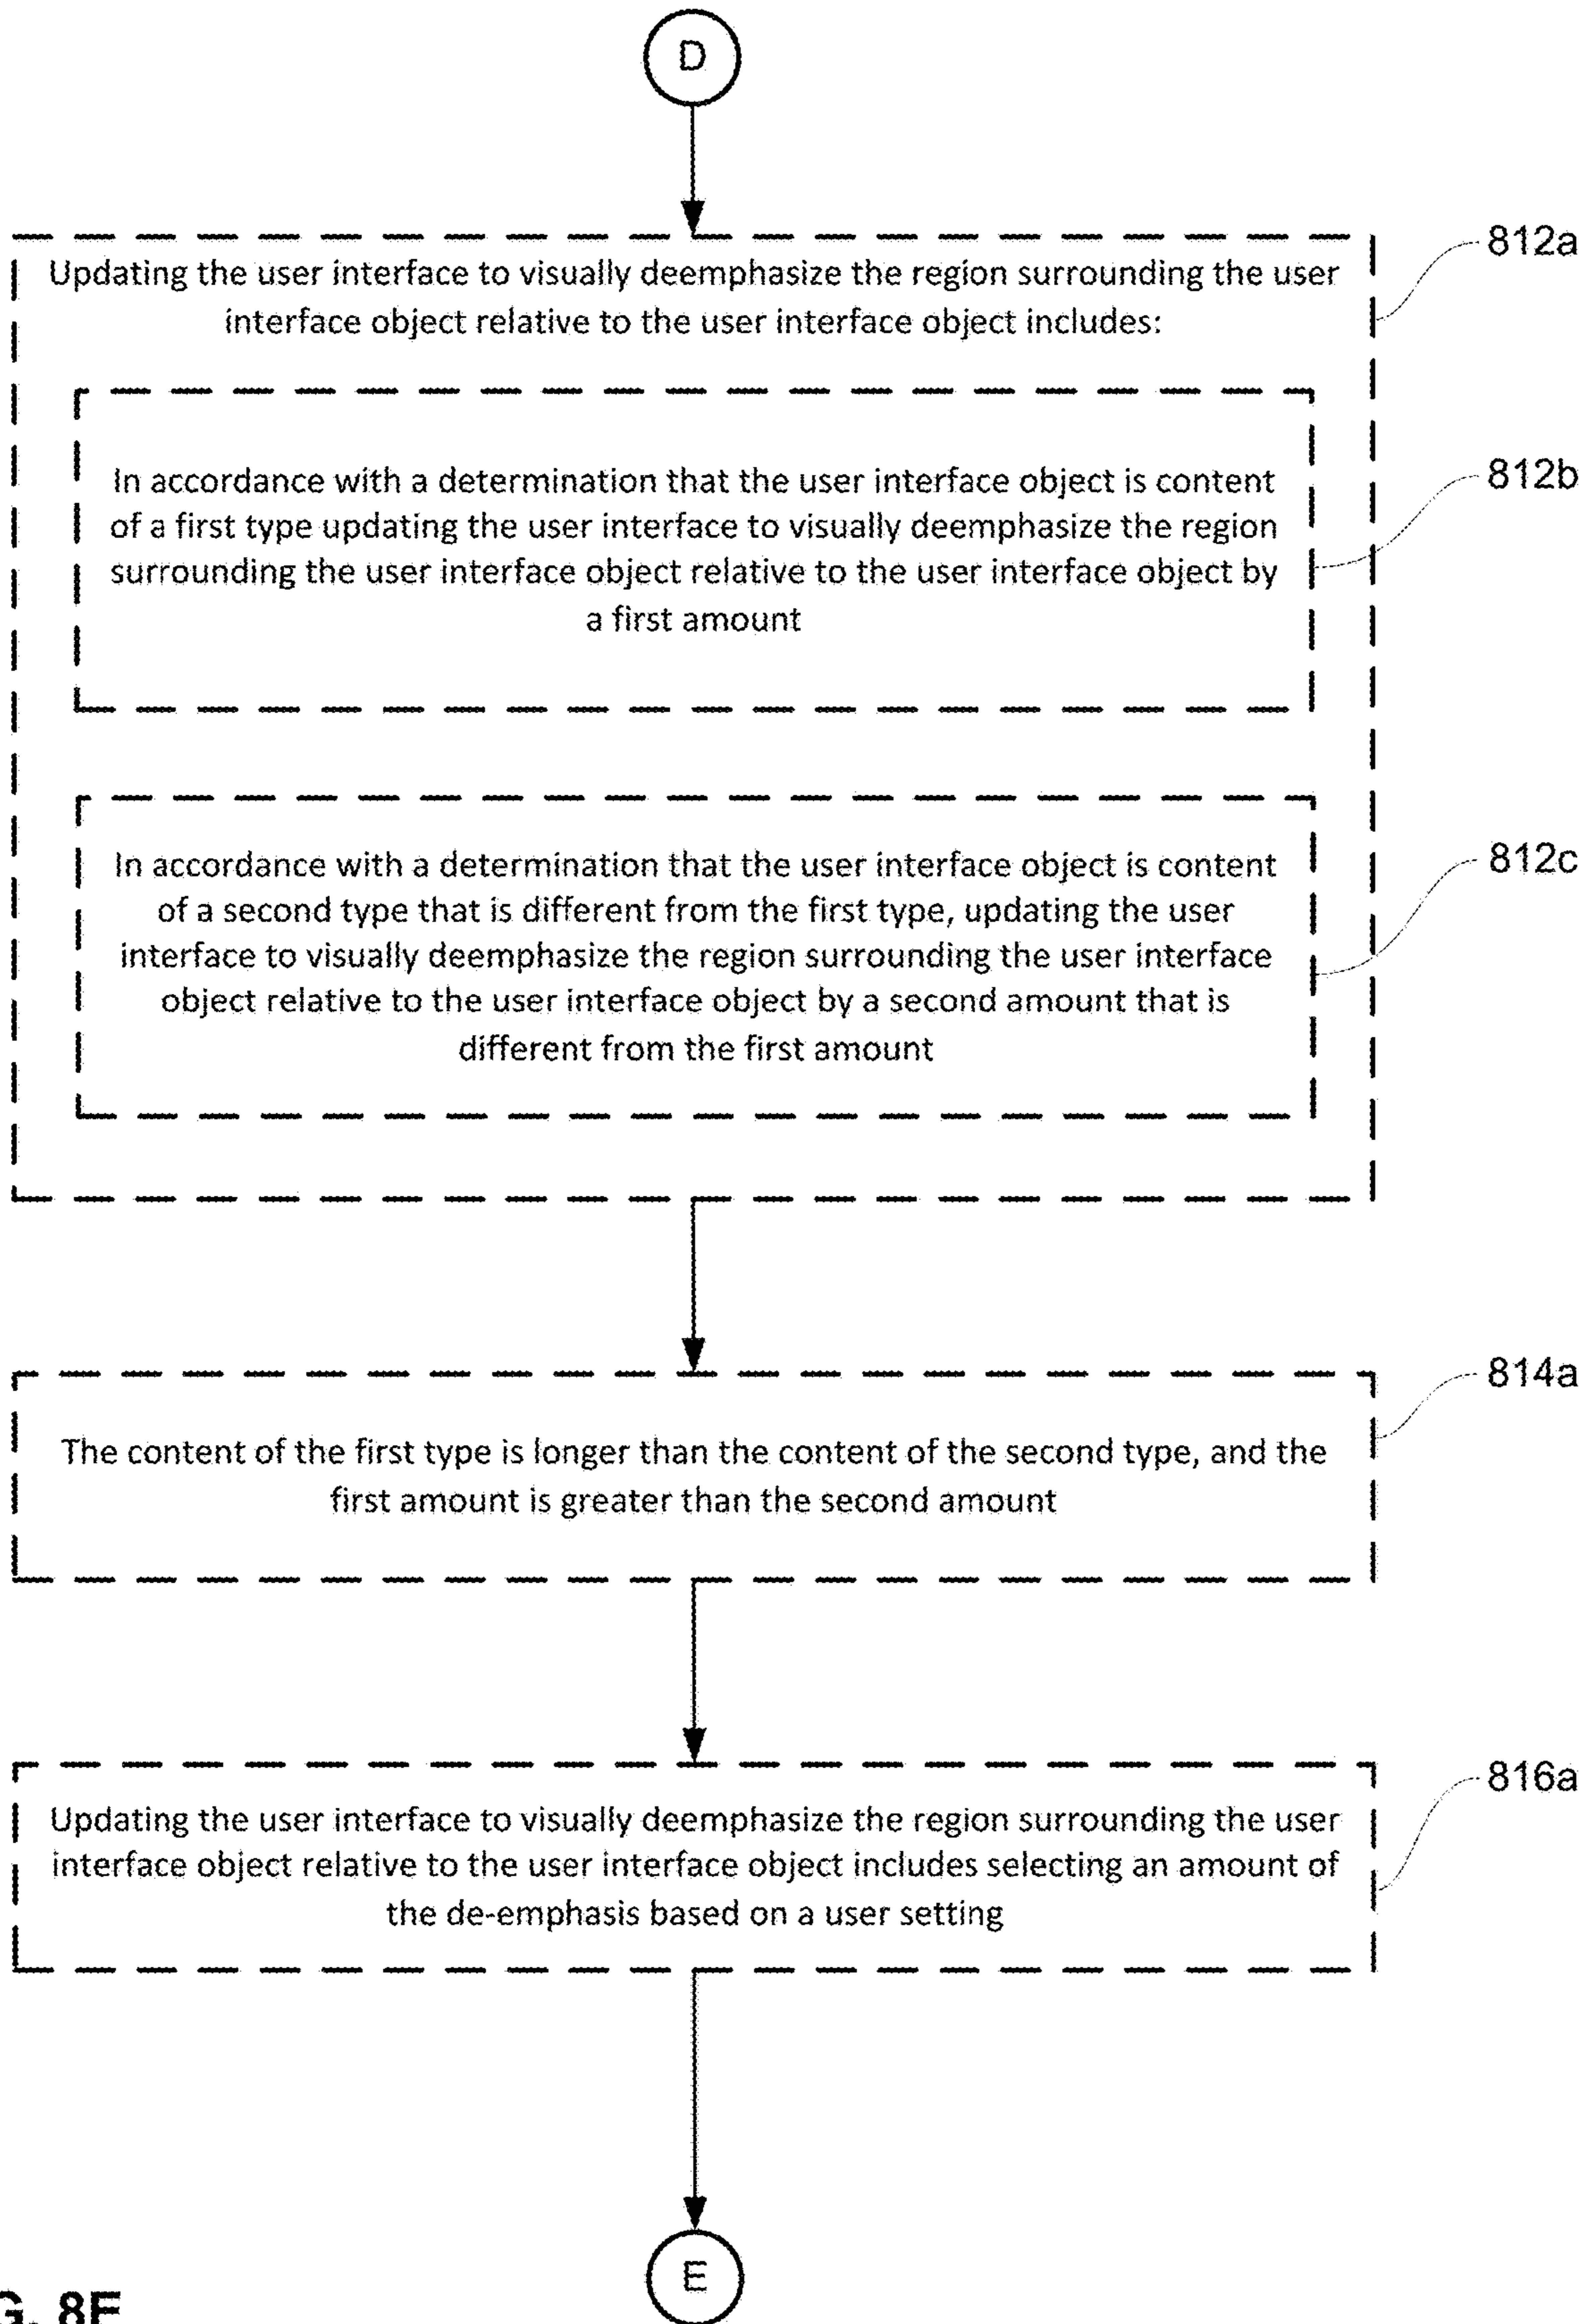 D
812a
Updating the user interface to visually deemphasize the region surrounding the user
interface object relative to the user interface object includes:
812b
In accordance with a determination that the user interface object is content
of a first type updating the user interface to visually deemphasize the region
surrounding the user interface object relative to the user interface object by
a first amount
812c
In accordance with a determination that the user interface object is content
of a second type that is different from the first type, updating the user
interface to visually deemphasize the region surrounding the user interface
object relative to the user interface object by a second amount that is
different from the first amount
814a
The content of the first type is longer than the content of the second type, and the
first amount is greater than the second amount
816a
Updating the user interface to visually deemphasize the region surrounding the user
interface object relative to the user interface object includes selecting an amount of
the de-emphasis based on a user setting
E
G. 8E